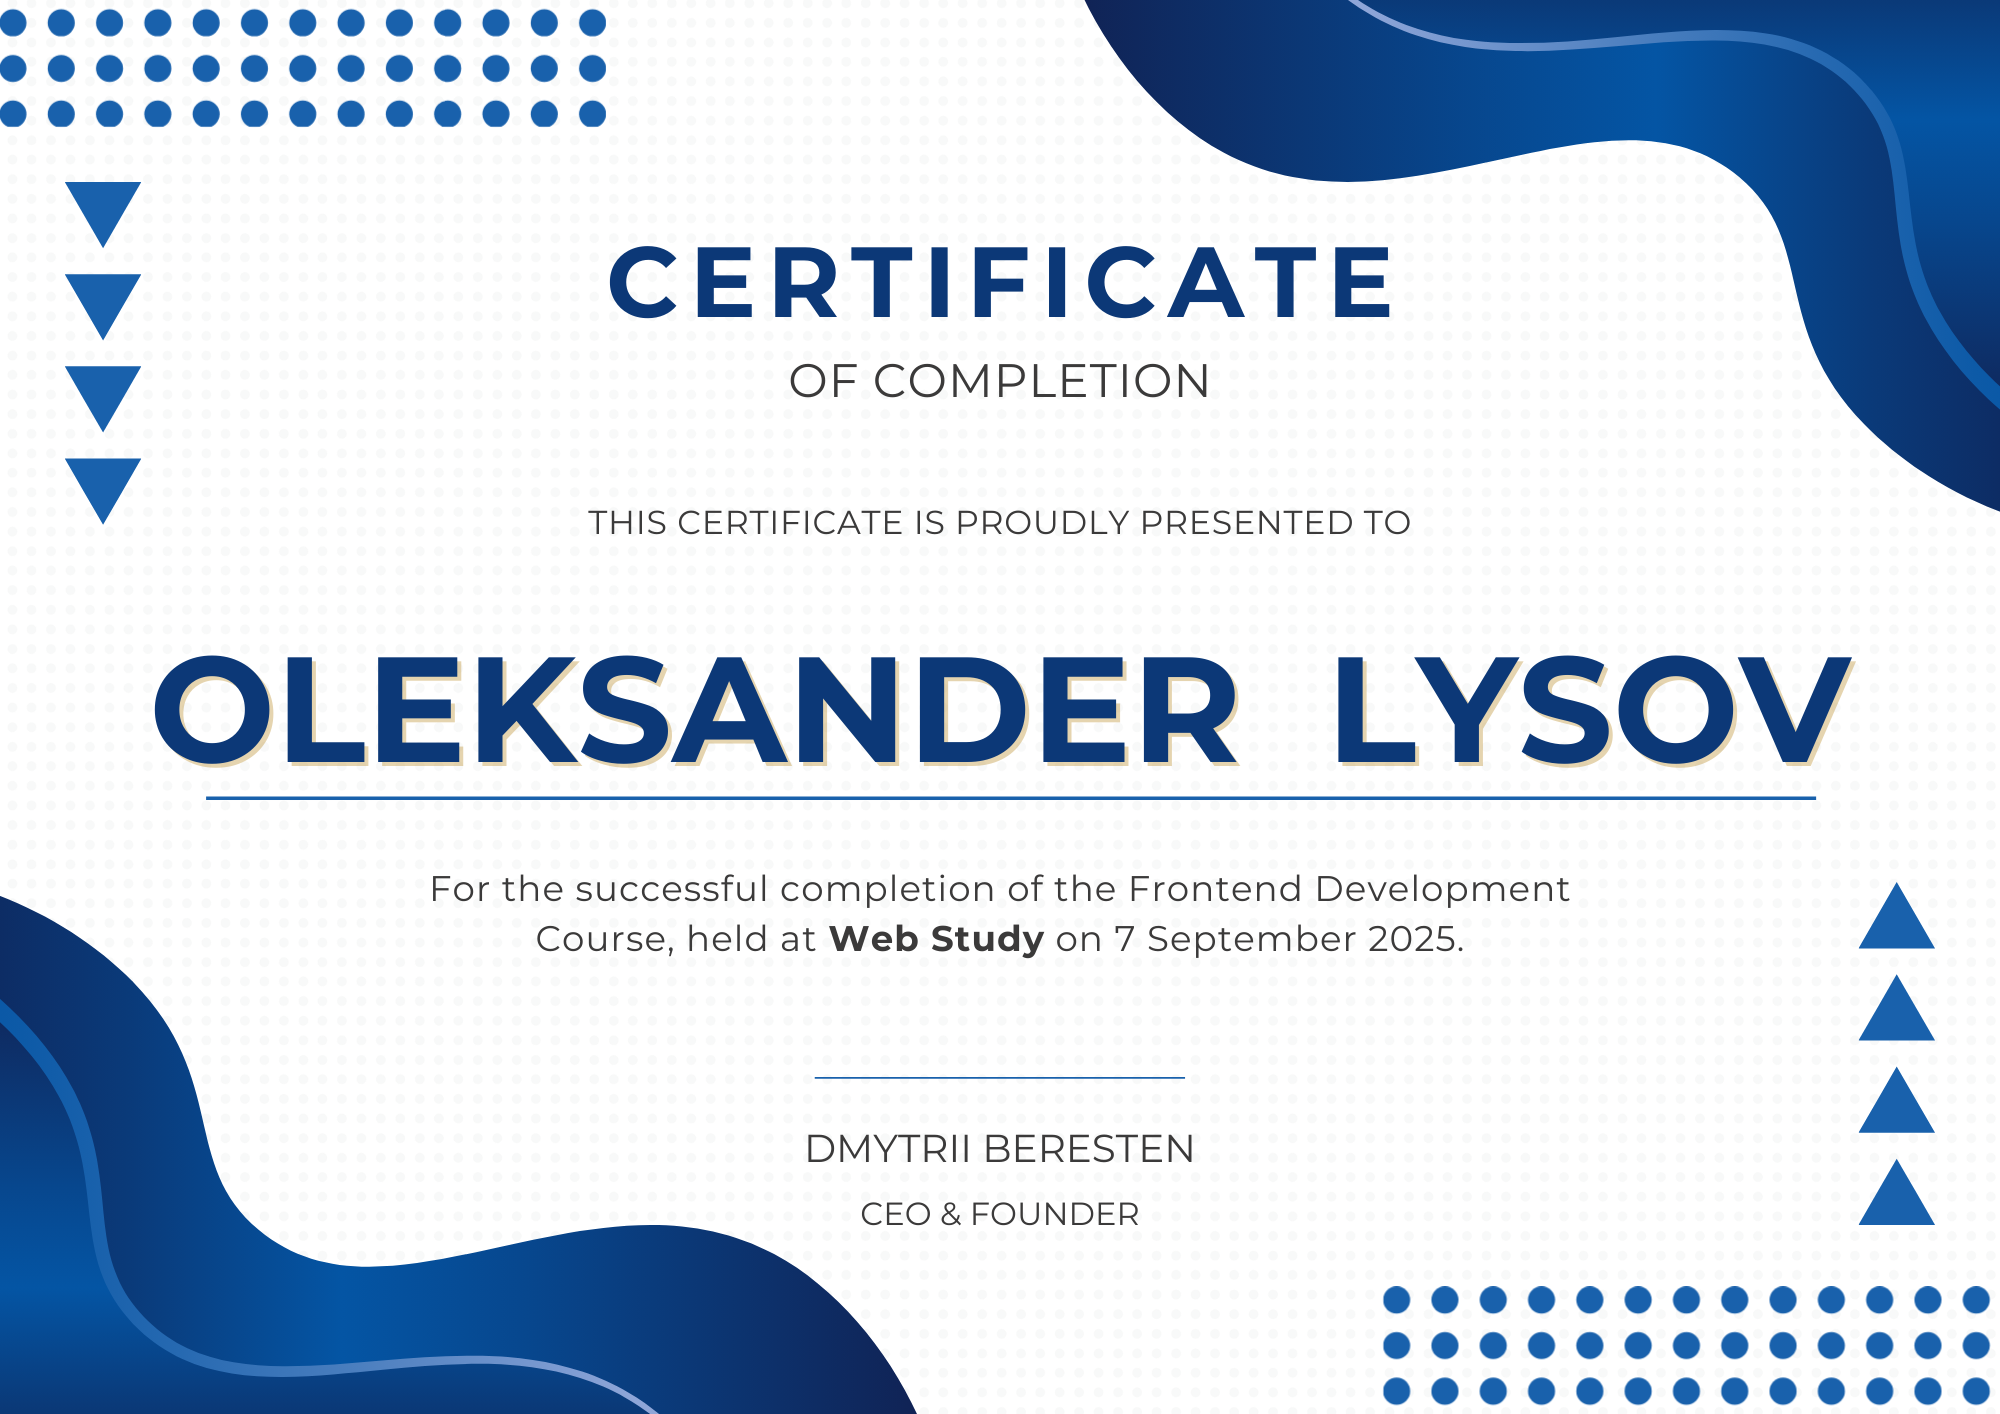 CERTIFICATE
OF COMPLETION
THIS CERTIFICATE IS PROUDLY PRESENTED TO
OLEKSANDER LYSOV
For the successful completion of the Frontend Development
Course, held at Web Study on 7 September 2025.
DMYTRII BERESTEN
CEO & FOUNDER